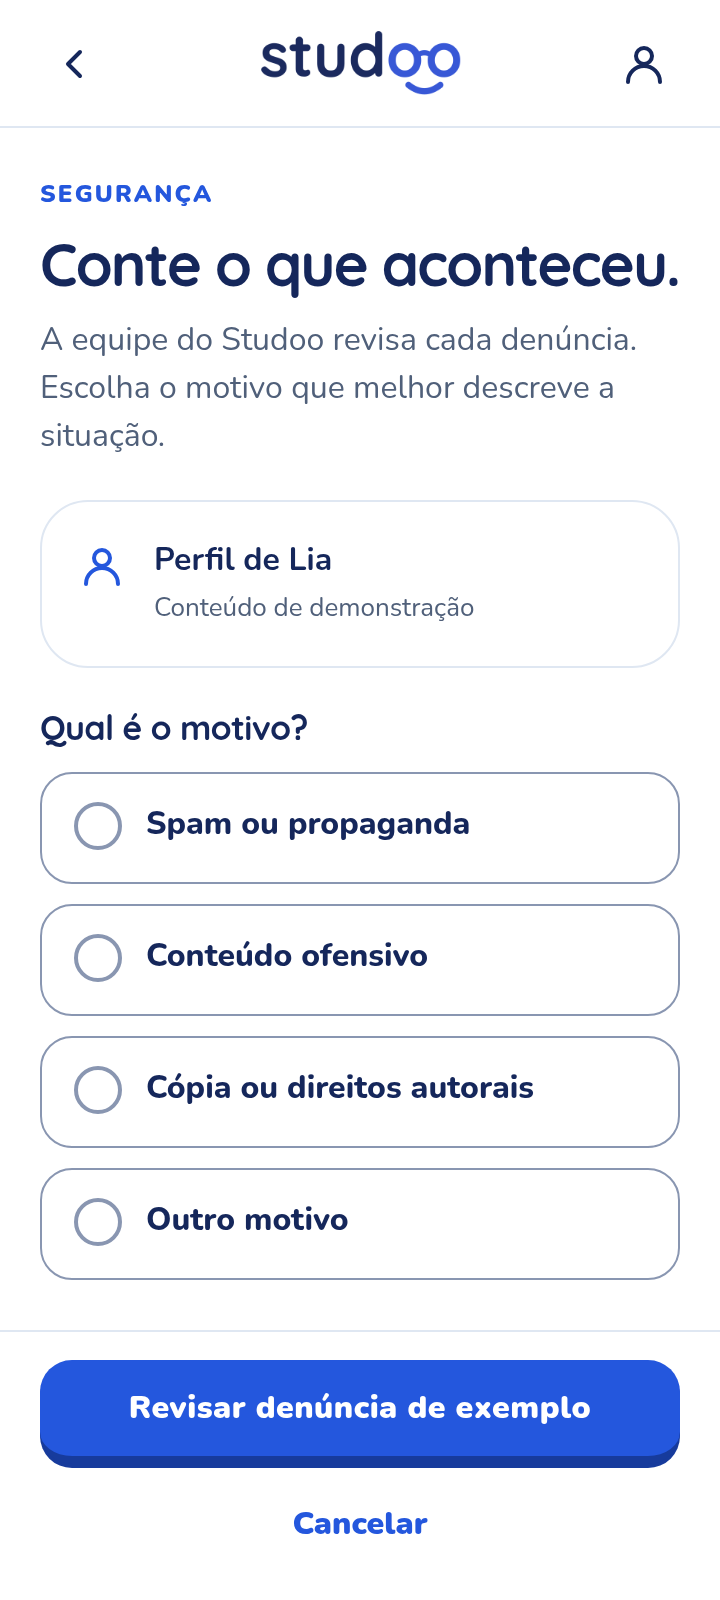 studoo
SEGURANÇA
Conte o que aconteceu.
A equipe do Studoo revisa cada denúncia.
Escolha o motivo que melhor descreve a
situação.
Perfil de Lia
Conteúdo de demonstração
Qual é o motivo?
Spam ou propaganda
Conteúdo ofensivo
Cópia ou direitos autorais
Outro motivo
Revisar denúncia de exemplo
Cancelar